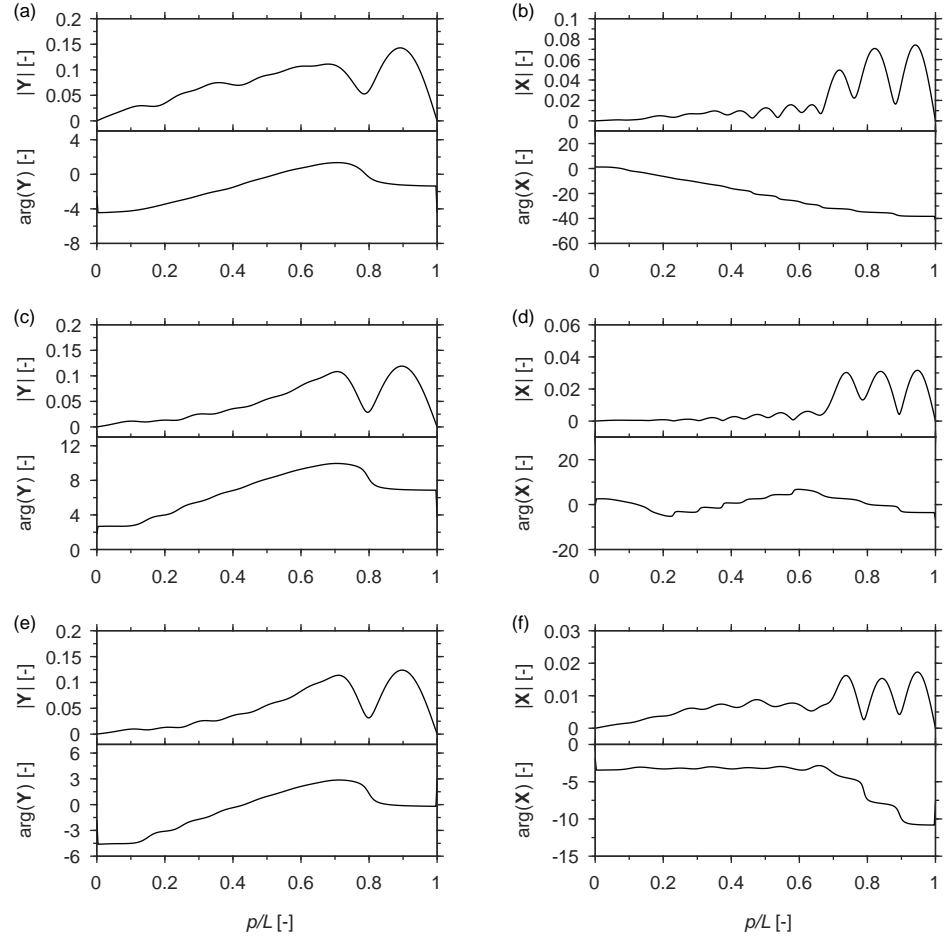 (a)
0.2
0.15
0.1
0.05
0
|Y| [-]
4
0
-4
-8
arg(Y) [-]
0 0.2 0.4 0.6 0.8 1
(b)
0.1
0.08
0.06
0.04
0.02
0
|X| [-]
20
0
-20
-40
-60
arg(X) [-]
0 0.2 0.4 0.6 0.8 1
(c)
0.2
0.15
0.1
0.05
0
|Y| [-]
12
8
4
0
arg(Y) [-]
0 0.2 0.4 0.6 0.8 1
(d)
0.06
0.04
0.02
0
|X| [-]
20
0
-20
arg(X) [-]
0 0.2 0.4 0.6 0.8 1
(e)
0.2
0.15
0.1
0.05
0
|Y| [-]
6
3
0
-3
-6
arg(Y) [-]
0 0.2 0.4 0.6 0.8 1
p/L [-]
(f)
0.03
0.02
0.01
0
|X| [-]
0
-5
-10
-15
arg(X) [-]
0 0.2 0.4 0.6 0.8 1
p/L [-]